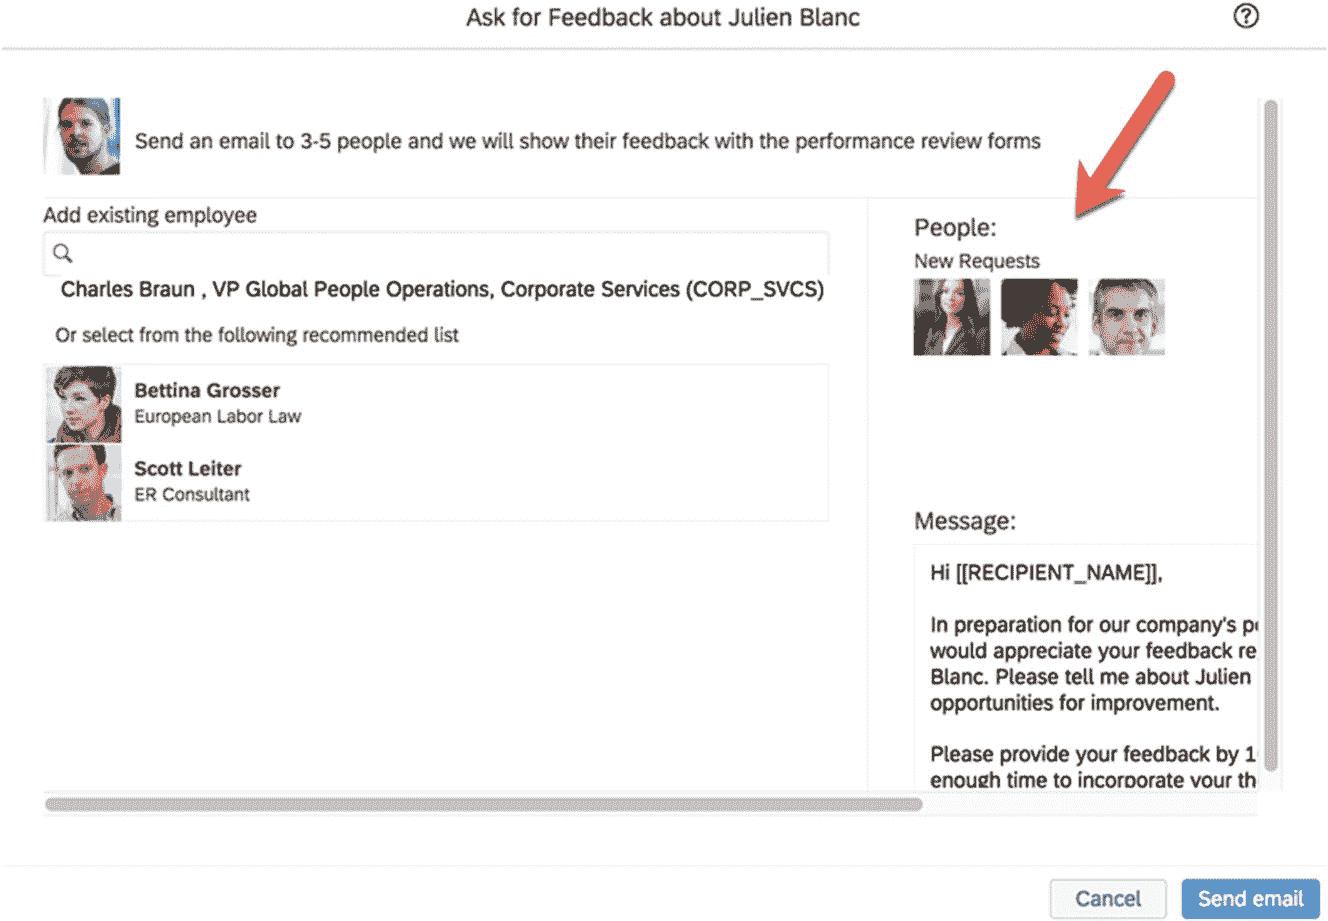 Ask for Feedback about Julien Blanc
Send an email to 3-5 people and we will show their feedback with the performance review forms
Add existing employee
Charles Braun , VP Global People Operations, Corporate Services (CORP_SVCS)
Or select from the following recommended list
Bettina Grosser
European Labor Law
Scott Leiter
ER Consultant
People:
New Requests
Message:
Hi [[RECIPIENT_NAME]],
In preparation for our company's
would appreciate your feedback
Blanc. Please tell me about Julien
opportunities for improvement.
Please provide your feedback by
enough time to incorporate your
Cancel
Send email